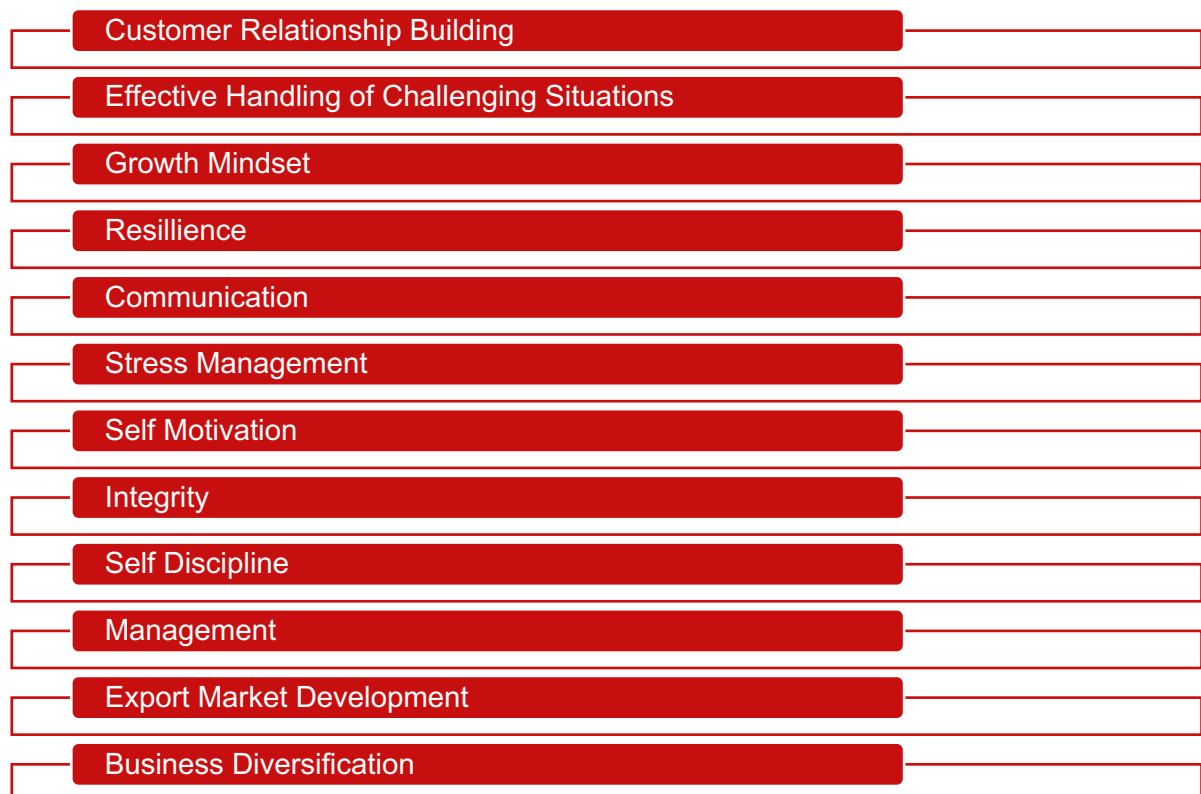 Customer Relationship Building
Effective Handling of Challenging Situations
Growth Mindset
Resillience
Communication
Stress Management
Self Motivation
Integrity
Self Discipline
Management
Export Market Development
Business Diversification